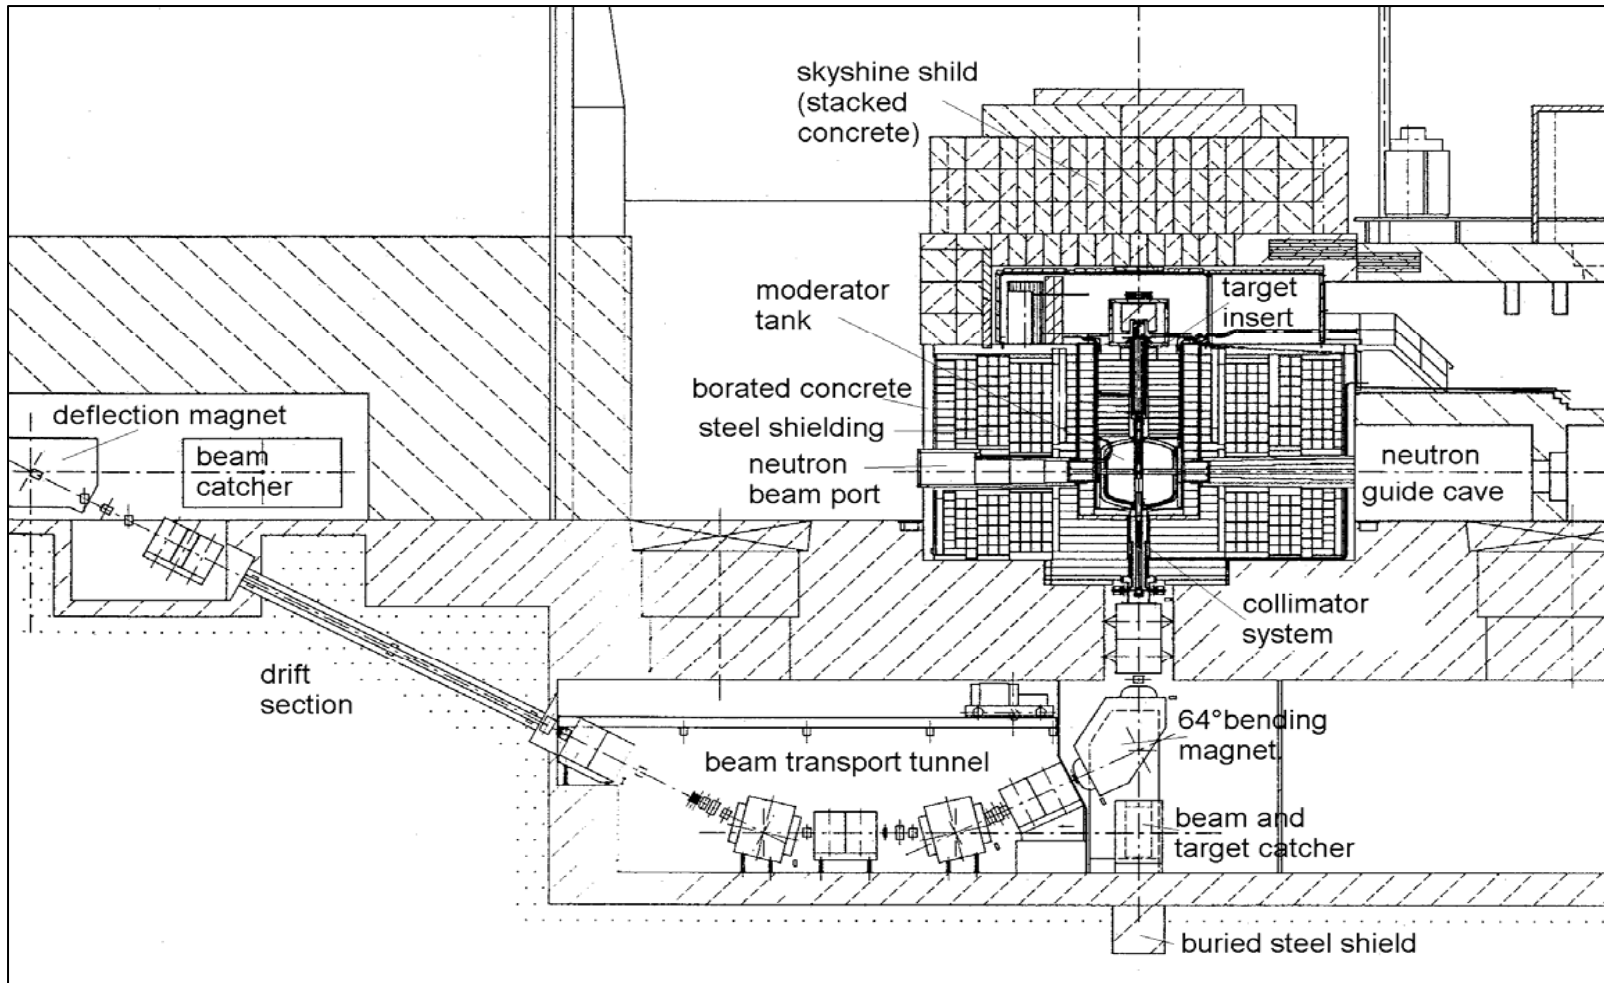 skyshine shild
(stacked
concrete)
moderator
tank
target
insert
borated concrete
steel shielding
neutron
beam port
neutron
guide cave
deflection magnet
beam
catcher
collimator
system
drift
section
64°bending
magnet
beam transport tunnel
beam and
target catcher
buried steel shield